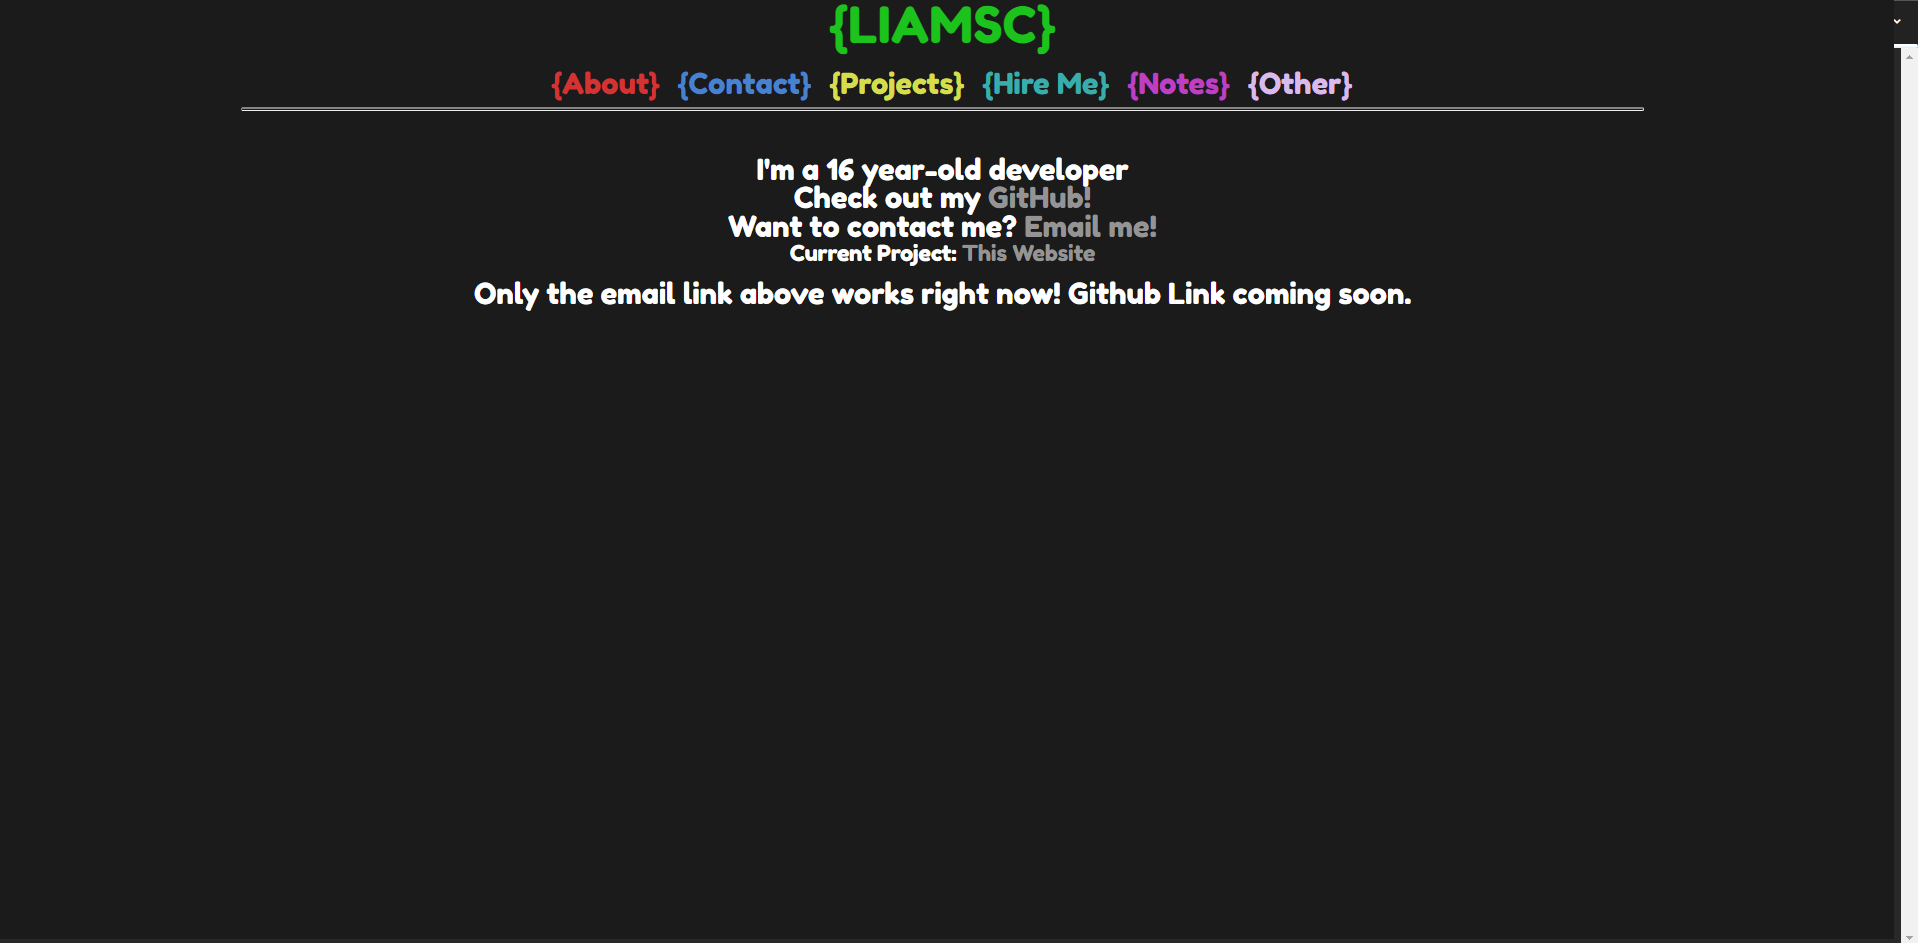 {LIAMSC}
{About} {Contact} {Projects} {Hire Me} {Notes} {Other}
I'm a 16 year-old developer
Check out my GitHub!
Want to contact me? Email me!
Current Project: This Website
Only the email link above works right now! Github Link coming soon.